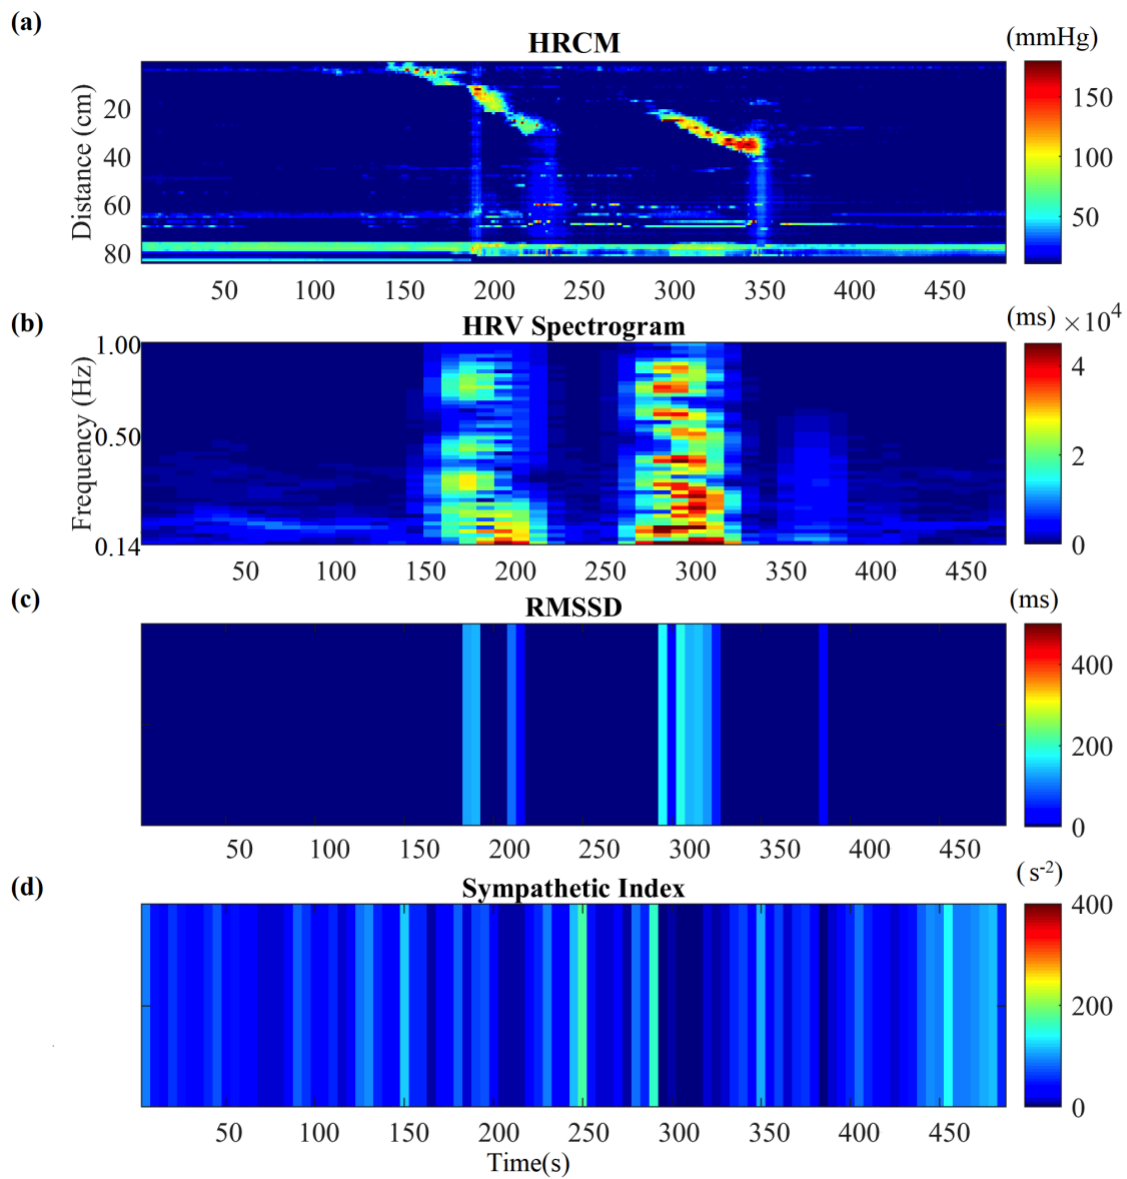 (a)
HRCM
(mmHg)
Distance (cm)
20
40
60
80
150
100
50
50 100 150 200 250 300 350 400 450
(b)
HRV Spectrogram
(ms) ×10⁴
Frequency (Hz)
1.00
0.50
0.14
4
2
0
50 100 150 200 250 300 350 400 450
(c)
RMSSD
(ms)
400
200
0
50 100 150 200 250 300 350 400 450
(d)
Sympathetic Index
( s⁻²)
400
200
0
50 100 150 200 250 300 350 400 450
Time(s)